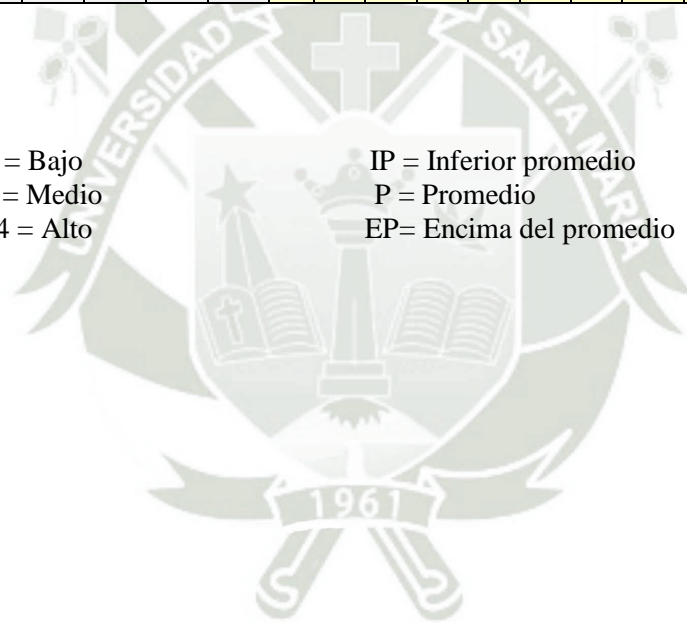 UNIVERSIDAD SANTA MARIA
= Bajo IP = Inferior promedio
= Medio P = Promedio
4 = Alto EP= Encima del promedio
1961